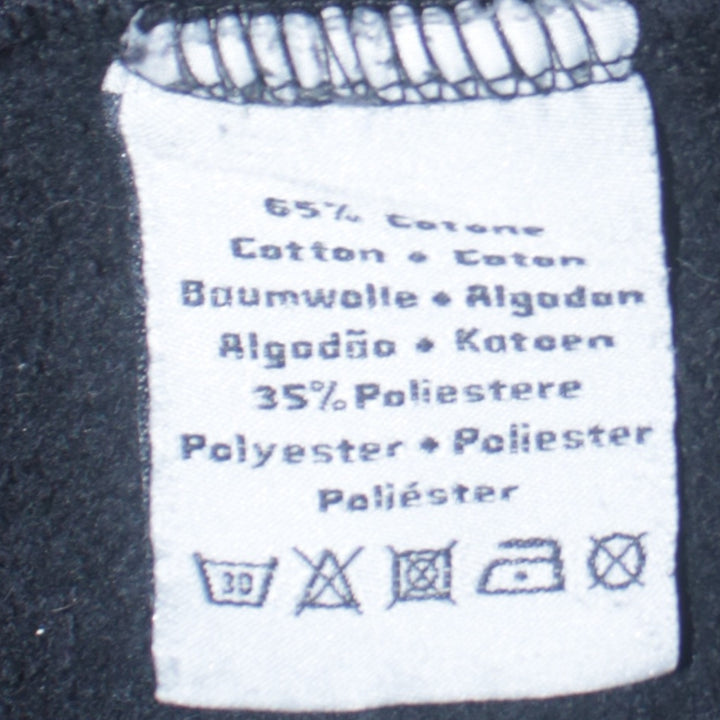 65% Cotone
Cotton • Coton
Baumwolle • Algodon
Algodão • Katoen
35% Poliestere
Polyester • Poliester
Poliéster
30